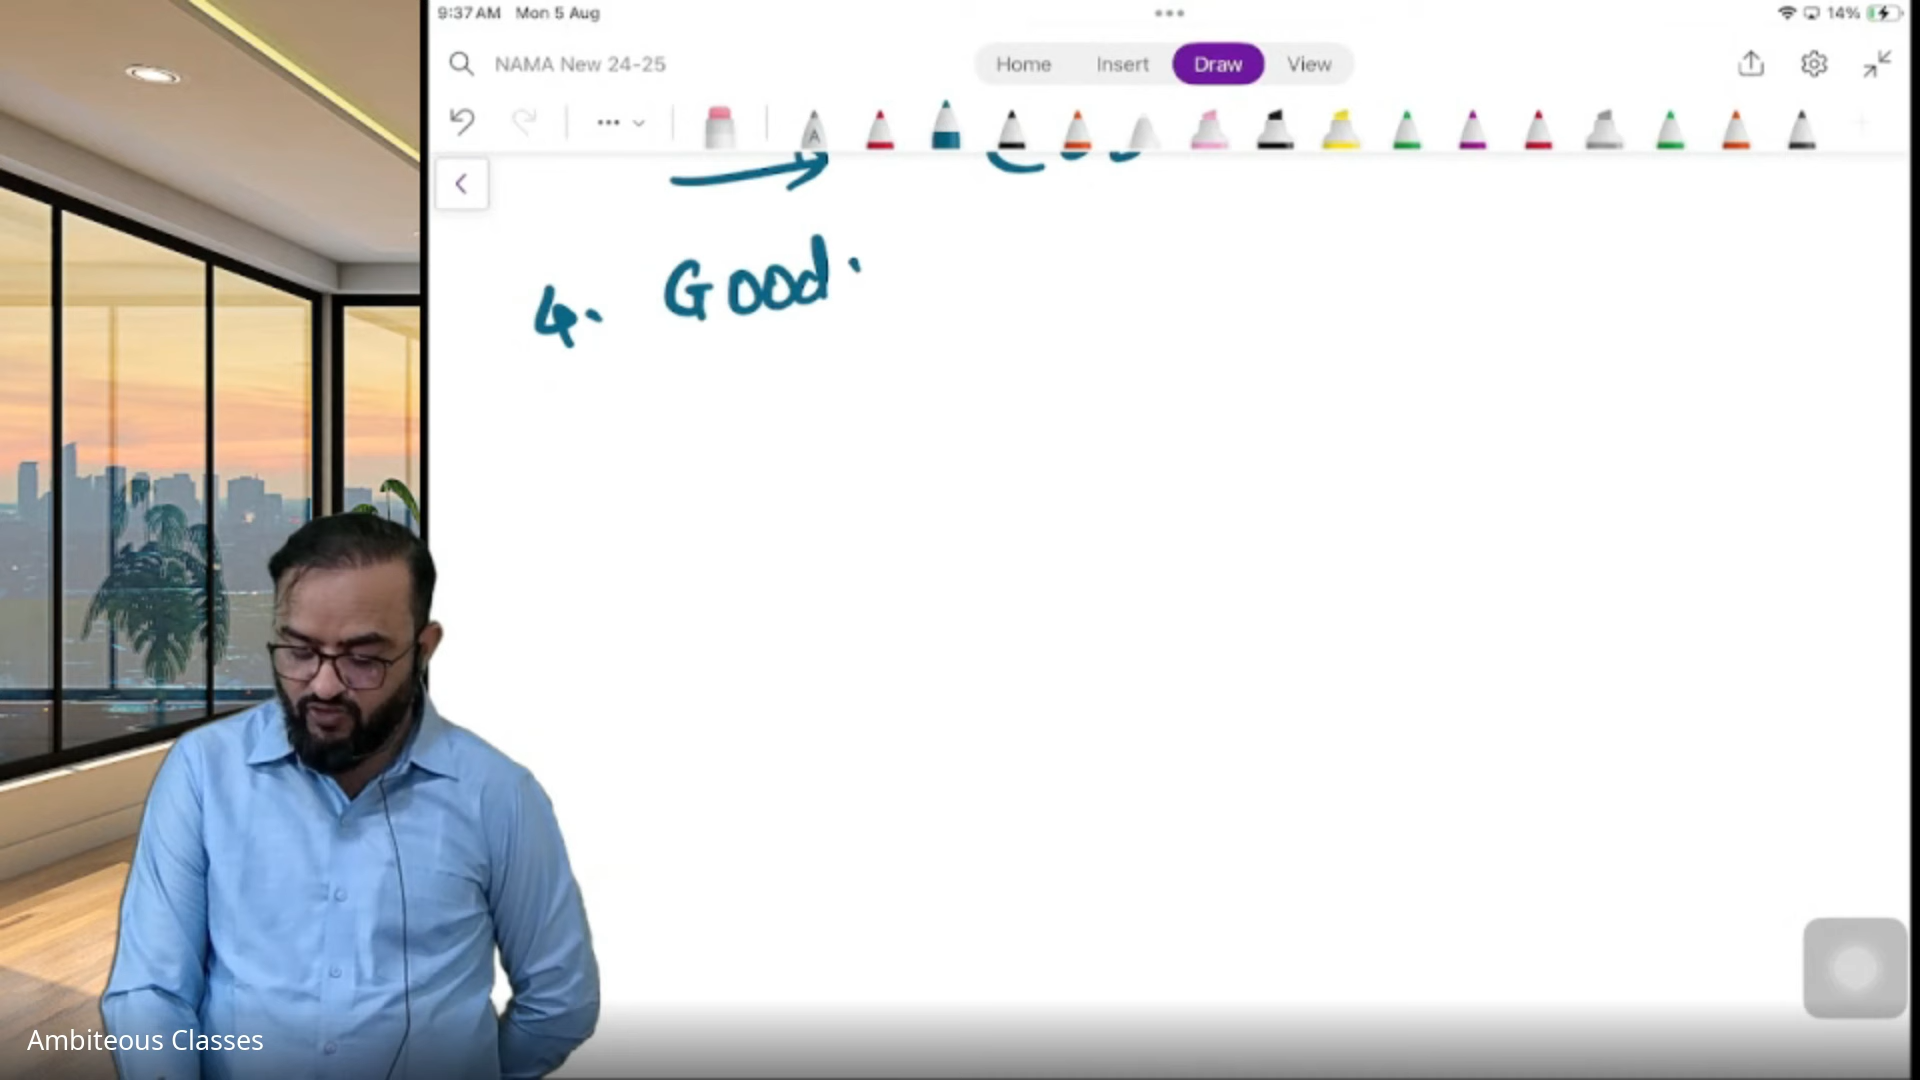 9:37 AM Mon 5 Aug 14%
NAMA New 24-25 Home Insert Draw View
A
4. Good.
Ambiteous Classes